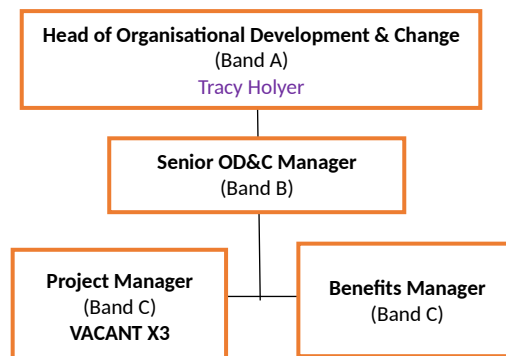 Head of Organisational Development & Change
(Band A)
Tracy Holyer
Senior OD&C Manager
(Band B)
Project Manager
(Band C)
VACANT X3
Benefits Manager
(Band C)